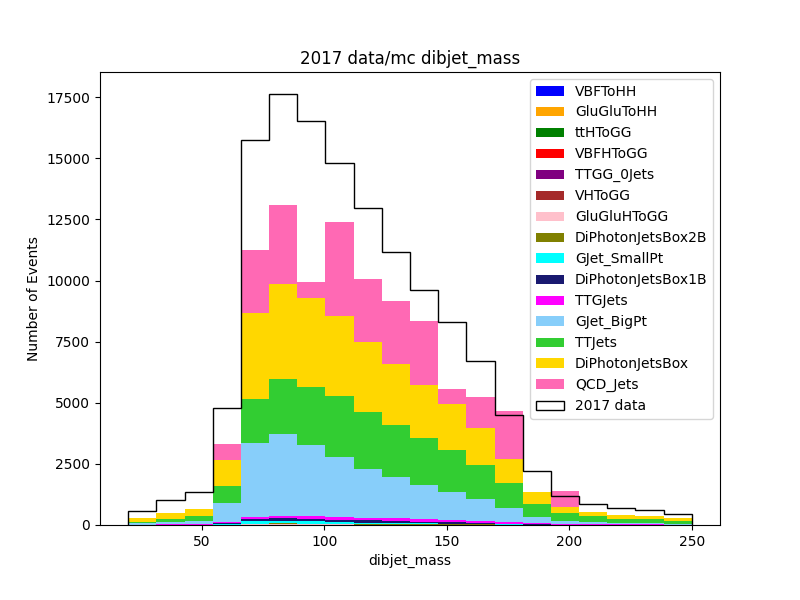 2017 data/mc dibjet_mass
Number of Events
17500
15000
12500
10000
7500
5000
2500
0
50
100
150
200
250
dibjet_mass
VBFToHH
GluGluToHH
ttHToGG
VBFHToGG
TTGG_0Jets
VHToGG
GluGluHToGG
DiPhotonJetsBox2B
GJet_SmallPt
DiPhotonJetsBox1B
TTGJets
GJet_BigPt
TTJets
DiPhotonJetsBox
QCD_Jets
2017 data